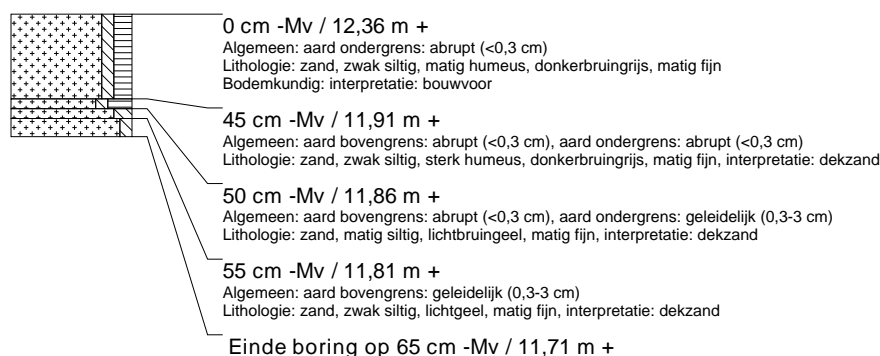 0 cm -Mv / 12,36 m +
Algemeen: aard ondergrens: abrupt (<0,3 cm)
Lithologie: zand, zwak siltig, matig humeus, donkerbruingrijs, matig fijn
Bodemkundig: interpretatie: bouwvoor
45 cm -Mv / 11,91 m +
Algemeen: aard bovengrens: abrupt (<0,3 cm), aard ondergrens: abrupt (<0,3 cm)
Lithologie: zand, zwak siltig, sterk humeus, donkerbruingrijs, matig fijn, interpretatie: dekzand
50 cm -Mv / 11,86 m +
Algemeen: aard bovengrens: abrupt (<0,3 cm), aard ondergrens: geleidelijk (0,3-3 cm)
Lithologie: zand, matig siltig, lichtbruingeel, matig fijn, interpretatie: dekzand
55 cm -Mv / 11,81 m +
Algemeen: aard bovengrens: geleidelijk (0,3-3 cm)
Lithologie: zand, zwak siltig, lichtgeel, matig fijn, interpretatie: dekzand
Einde boring op 65 cm -Mv / 11,71 m +